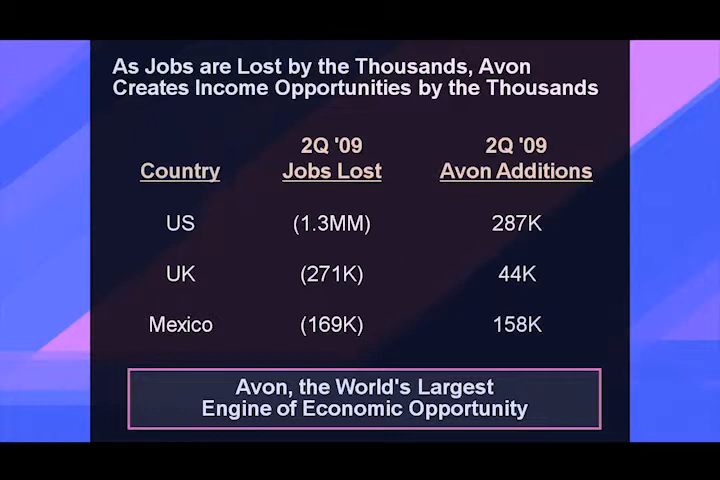 As Jobs are Lost by the Thousands, Avon
Creates Income Opportunities by the Thousands
2Q '09 2Q '09
Country Jobs Lost Avon Additions
US (1.3MM) 287K
UK (271K) 44K
Mexico (169K) 158K
Avon, the World's Largest
Engine of Economic Opportunity